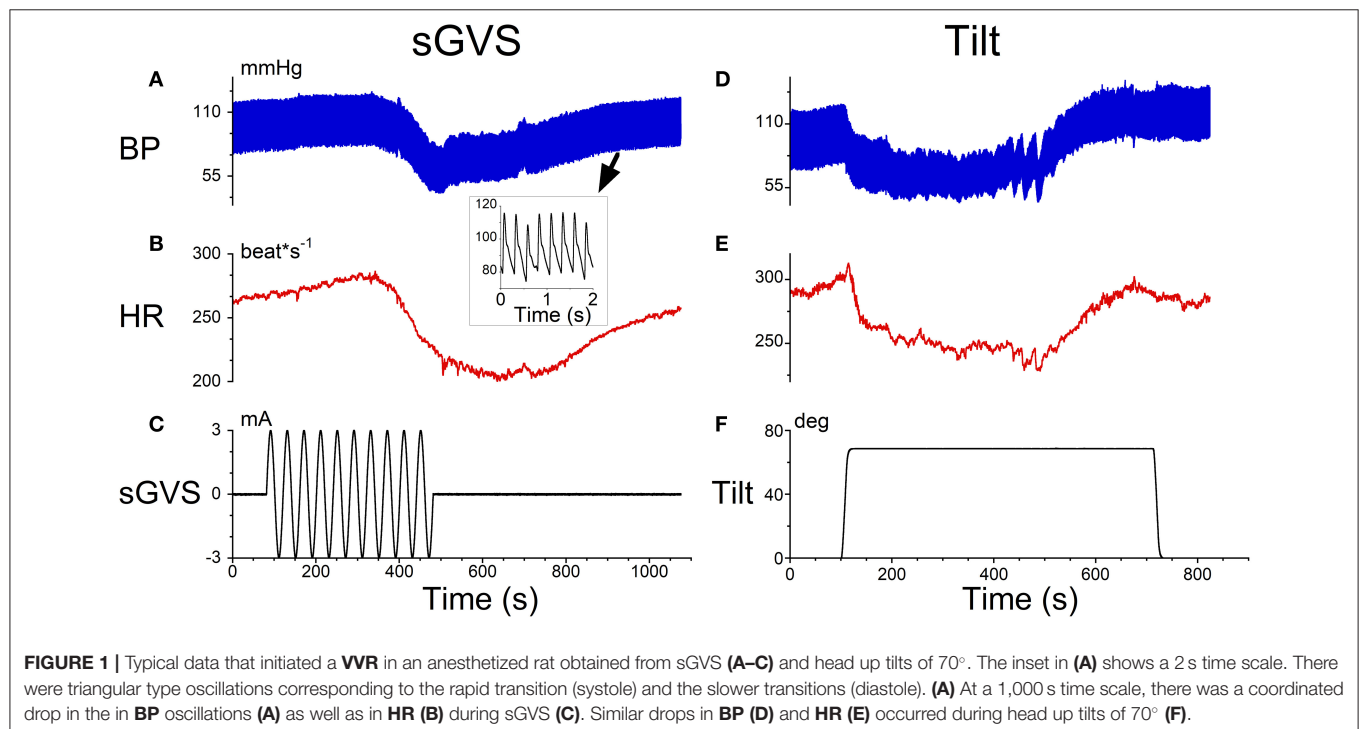 sGVS
Tilt
A
mmHg
110
55
BP
120
100
80
0 1 2
Time (s)
D
110
55
B
beat*s⁻¹
300
250
200
HR
E
300
250
C
mA
3
0
-3
sGVS
0 200 400 600 800 1000
Time (s)
F
deg
80
40
0
Tilt
0 200 400 600 800
Time (s)
FIGURE 1 | Typical data that initiated a VVR in an anesthetized rat obtained from sGVS (A–C) and head up tilts of 70°. The inset in (A) shows a 2 s time scale. There
were triangular type oscillations corresponding to the rapid transition (systole) and the slower transitions (diastole). (A) At a 1,000 s time scale, there was a coordinated
drop in the in BP oscillations (A) as well as in HR (B) during sGVS (C). Similar drops in BP (D) and HR (E) occurred during head up tilts of 70° (F).